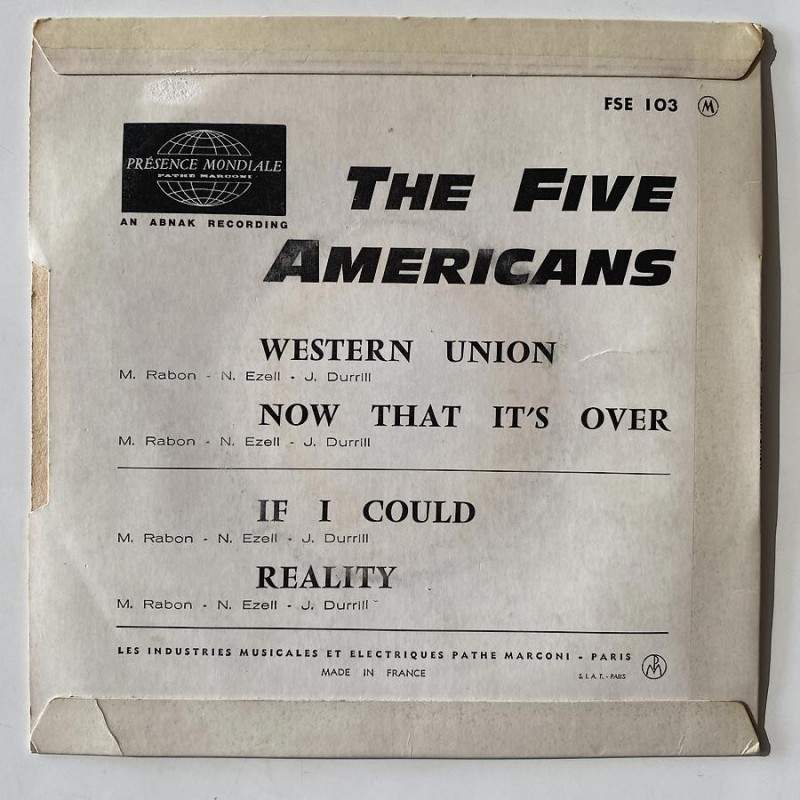 FSE 103 M
PRÉSENCE MONDIALE
PATHÉ MARCONI
AN ABNAK RECORDING
THE FIVE
AMERICANS
WESTERN UNION
M. Rabon - N. Ezell - J. Durrill
NOW THAT IT'S OVER
M. Rabon - N. Ezell - J. Durrill
IF I COULD
M. Rabon - N. Ezell - J. Durrill
REALITY
M. Rabon - N. Ezell - J. Durrill
LES INDUSTRIES MUSICALES ET ELECTRIQUES PATHE MARCONI - PARIS
MADE IN FRANCE
S.I.A.T. - PARIS